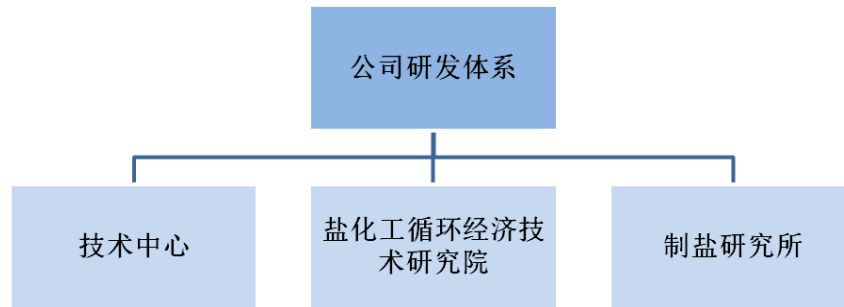 公司研发体系
技术中心
盐化工循环经济技
术研究院
制盐研究所